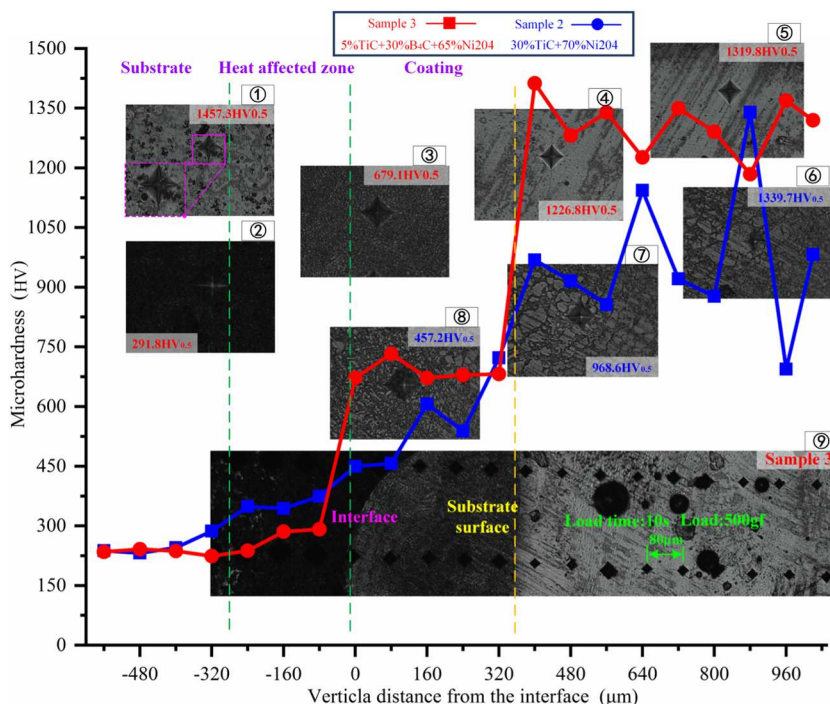 Sample 3 Sample 2
5%TiC+30%B₄C+65%Ni204 30%TiC+70%Ni204
Substrate Heat affected zone Coating
① 1457.3HV0.5
② 291.8HV0.5
③ 679.1HV0.5
④ 1226.8HV0.5
⑤ 1319.8HV0.5
⑥ 1339.7HV0.5
⑦ 968.6HV0.5
⑧ 457.2HV0.5
⑨ Sample 3
Interface
Substrate
surface
Load time:10s Load:500gf
80μm
Microhardness (HV)
1500
1350
1200
1050
900
750
600
450
300
150
0
-480 -320 -160 0 160 320 480 640 800 960
Verticla distance from the interface (μm)